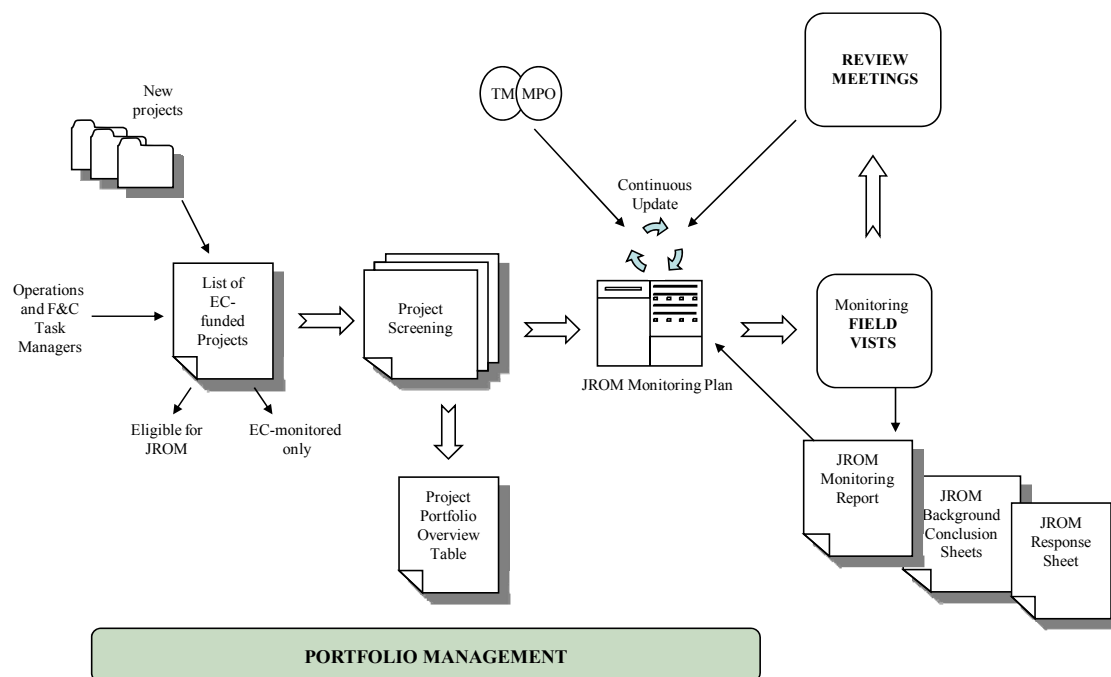 New
projects
TM
MPO
REVIEW
MEETINGS
Continuous
Update
Operations
and F&C
Task
Managers
List of
EC-
funded
Projects
Project
Screening
JROM Monitoring Plan
Monitoring
FIELD
VISTS
Eligible for
JROM
EC-monitored
only
Project
Portfolio
Overview
Table
JROM
Monitoring
Report
JROM
Background
Conclusion
Sheets
JROM
Response
Sheet
PORTFOLIO MANAGEMENT